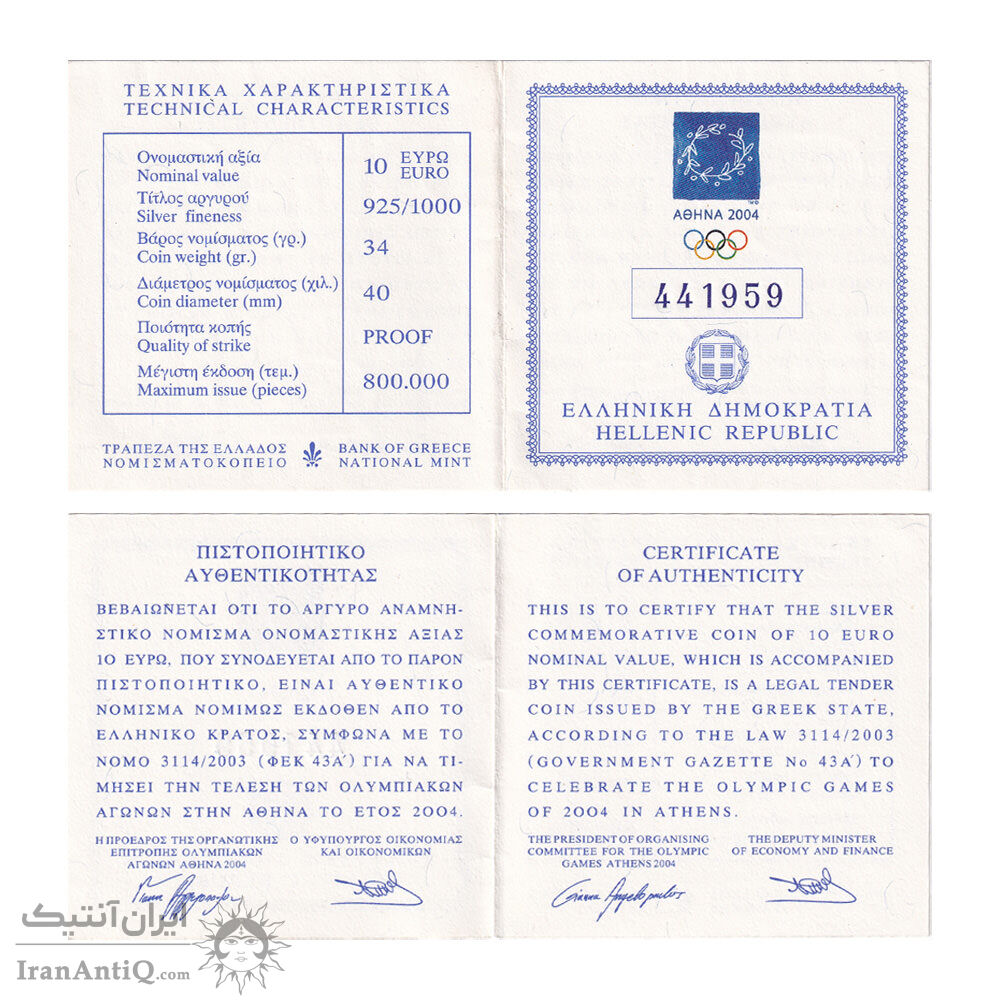 ΤΕΧΝΙΚΑ ΧΑΡΑΚΤΗΡΙΣΤΙΚΑ
TECHNICAL CHARACTERISTICS
Ονομαστική αξία
Nominal value
10 ΕΥΡΩ
EURO
Τίτλος αργυρού
Silver fineness
925/1000
Βάρος νομίσματος (γρ.)
Coin weight (gr.)
34
Διάμετρος νομίσματος (χιλ.)
Coin diameter (mm)
40
Ποιότητα κοπής
Quality of strike
PROOF
Μέγιστη έκδοση (τεμ.)
Maximum issue (pieces)
800.000
ΤΡΑΠΕΖΑ ΤΗΣ ΕΛΛΑΔΟΣ
ΝΟΜΙΣΜΑΤΟΚΟΠΕΙΟ
BANK OF GREECE
NATIONAL MINT
ΑΘΗΝΑ 2004
441959
ΕΛΛΗΝΙΚΗ ΔΗΜΟΚΡΑΤΙΑ
HELLENIC REPUBLIC
ΠΙΣΤΟΠΟΙΗΤΙΚΟ
ΑΥΘΕΝΤΙΚΟΤΗΤΑΣ
ΒΕΒΑΙΩΝΕΤΑΙ ΟΤΙ ΤΟ ΑΡΓΥΡΟ ΑΝΑΜΝΗ-
ΣΤΙΚΟ ΝΟΜΙΣΜΑ ΟΝΟΜΑΣΤΙΚΗΣ ΑΞΙΑΣ
10 ΕΥΡΩ, ΠΟΥ ΣΥΝΟΔΕΥΕΤΑΙ ΑΠΟ ΤΟ ΠΑΡΟΝ
ΠΙΣΤΟΠΟΙΗΤΙΚΟ, ΕΙΝΑΙ ΑΥΘΕΝΤΙΚΟ
ΝΟΜΙΣΜΑ ΝΟΜΙΜΩΣ ΕΚΔΟΘΕΝ ΑΠΟ ΤΟ
ΕΛΛΗΝΙΚΟ ΚΡΑΤΟΣ, ΣΥΜΦΩΝΑ ΜΕ ΤΟ
ΝΟΜΟ 3114/2003 (ΦΕΚ 43Α') ΓΙΑ ΝΑ ΤΙ-
ΜΗΣΕΙ ΤΗΝ ΤΕΛΕΣΗ ΤΩΝ ΟΛΥΜΠΙΑΚΩΝ
ΑΓΩΝΩΝ ΣΤΗΝ ΑΘΗΝΑ ΤΟ ΕΤΟΣ 2004.
Η ΠΡΟΕΔΡΟΣ ΤΗΣ ΟΡΓΑΝΩΤΙΚΗΣ
ΕΠΙΤΡΟΠΗΣ ΟΛΥΜΠΙΑΚΩΝ
ΑΓΩΝΩΝ ΑΘΗΝΑ 2004
Ο ΥΦΥΠΟΥΡΓΟΣ ΟΙΚΟΝΟΜΙΑΣ
ΚΑΙ ΟΙΚΟΝΟΜΙΚΩΝ
CERTIFICATE
OF AUTHENTICITY
THIS IS TO CERTIFY THAT THE SILVER
COMMEMORATIVE COIN OF 10 EURO
NOMINAL VALUE, WHICH IS ACCOMPANIED
BY THIS CERTIFICATE, IS A LEGAL TENDER
COIN ISSUED BY THE GREEK STATE,
ACCORDING TO THE LAW 3114/2003
(GOVERNMENT GAZETTE No 43A') TO
CELEBRATE THE OLYMPIC GAMES
OF 2004 IN ATHENS.
THE PRESIDENT OF ORGANISING
COMMITTEE FOR THE OLYMPIC
GAMES ATHENS 2004
THE DEPUTY MINISTER
OF ECONOMY AND FINANCE
Gianna Angelopoulos
ایران آنتیک
IranAntiQ.com